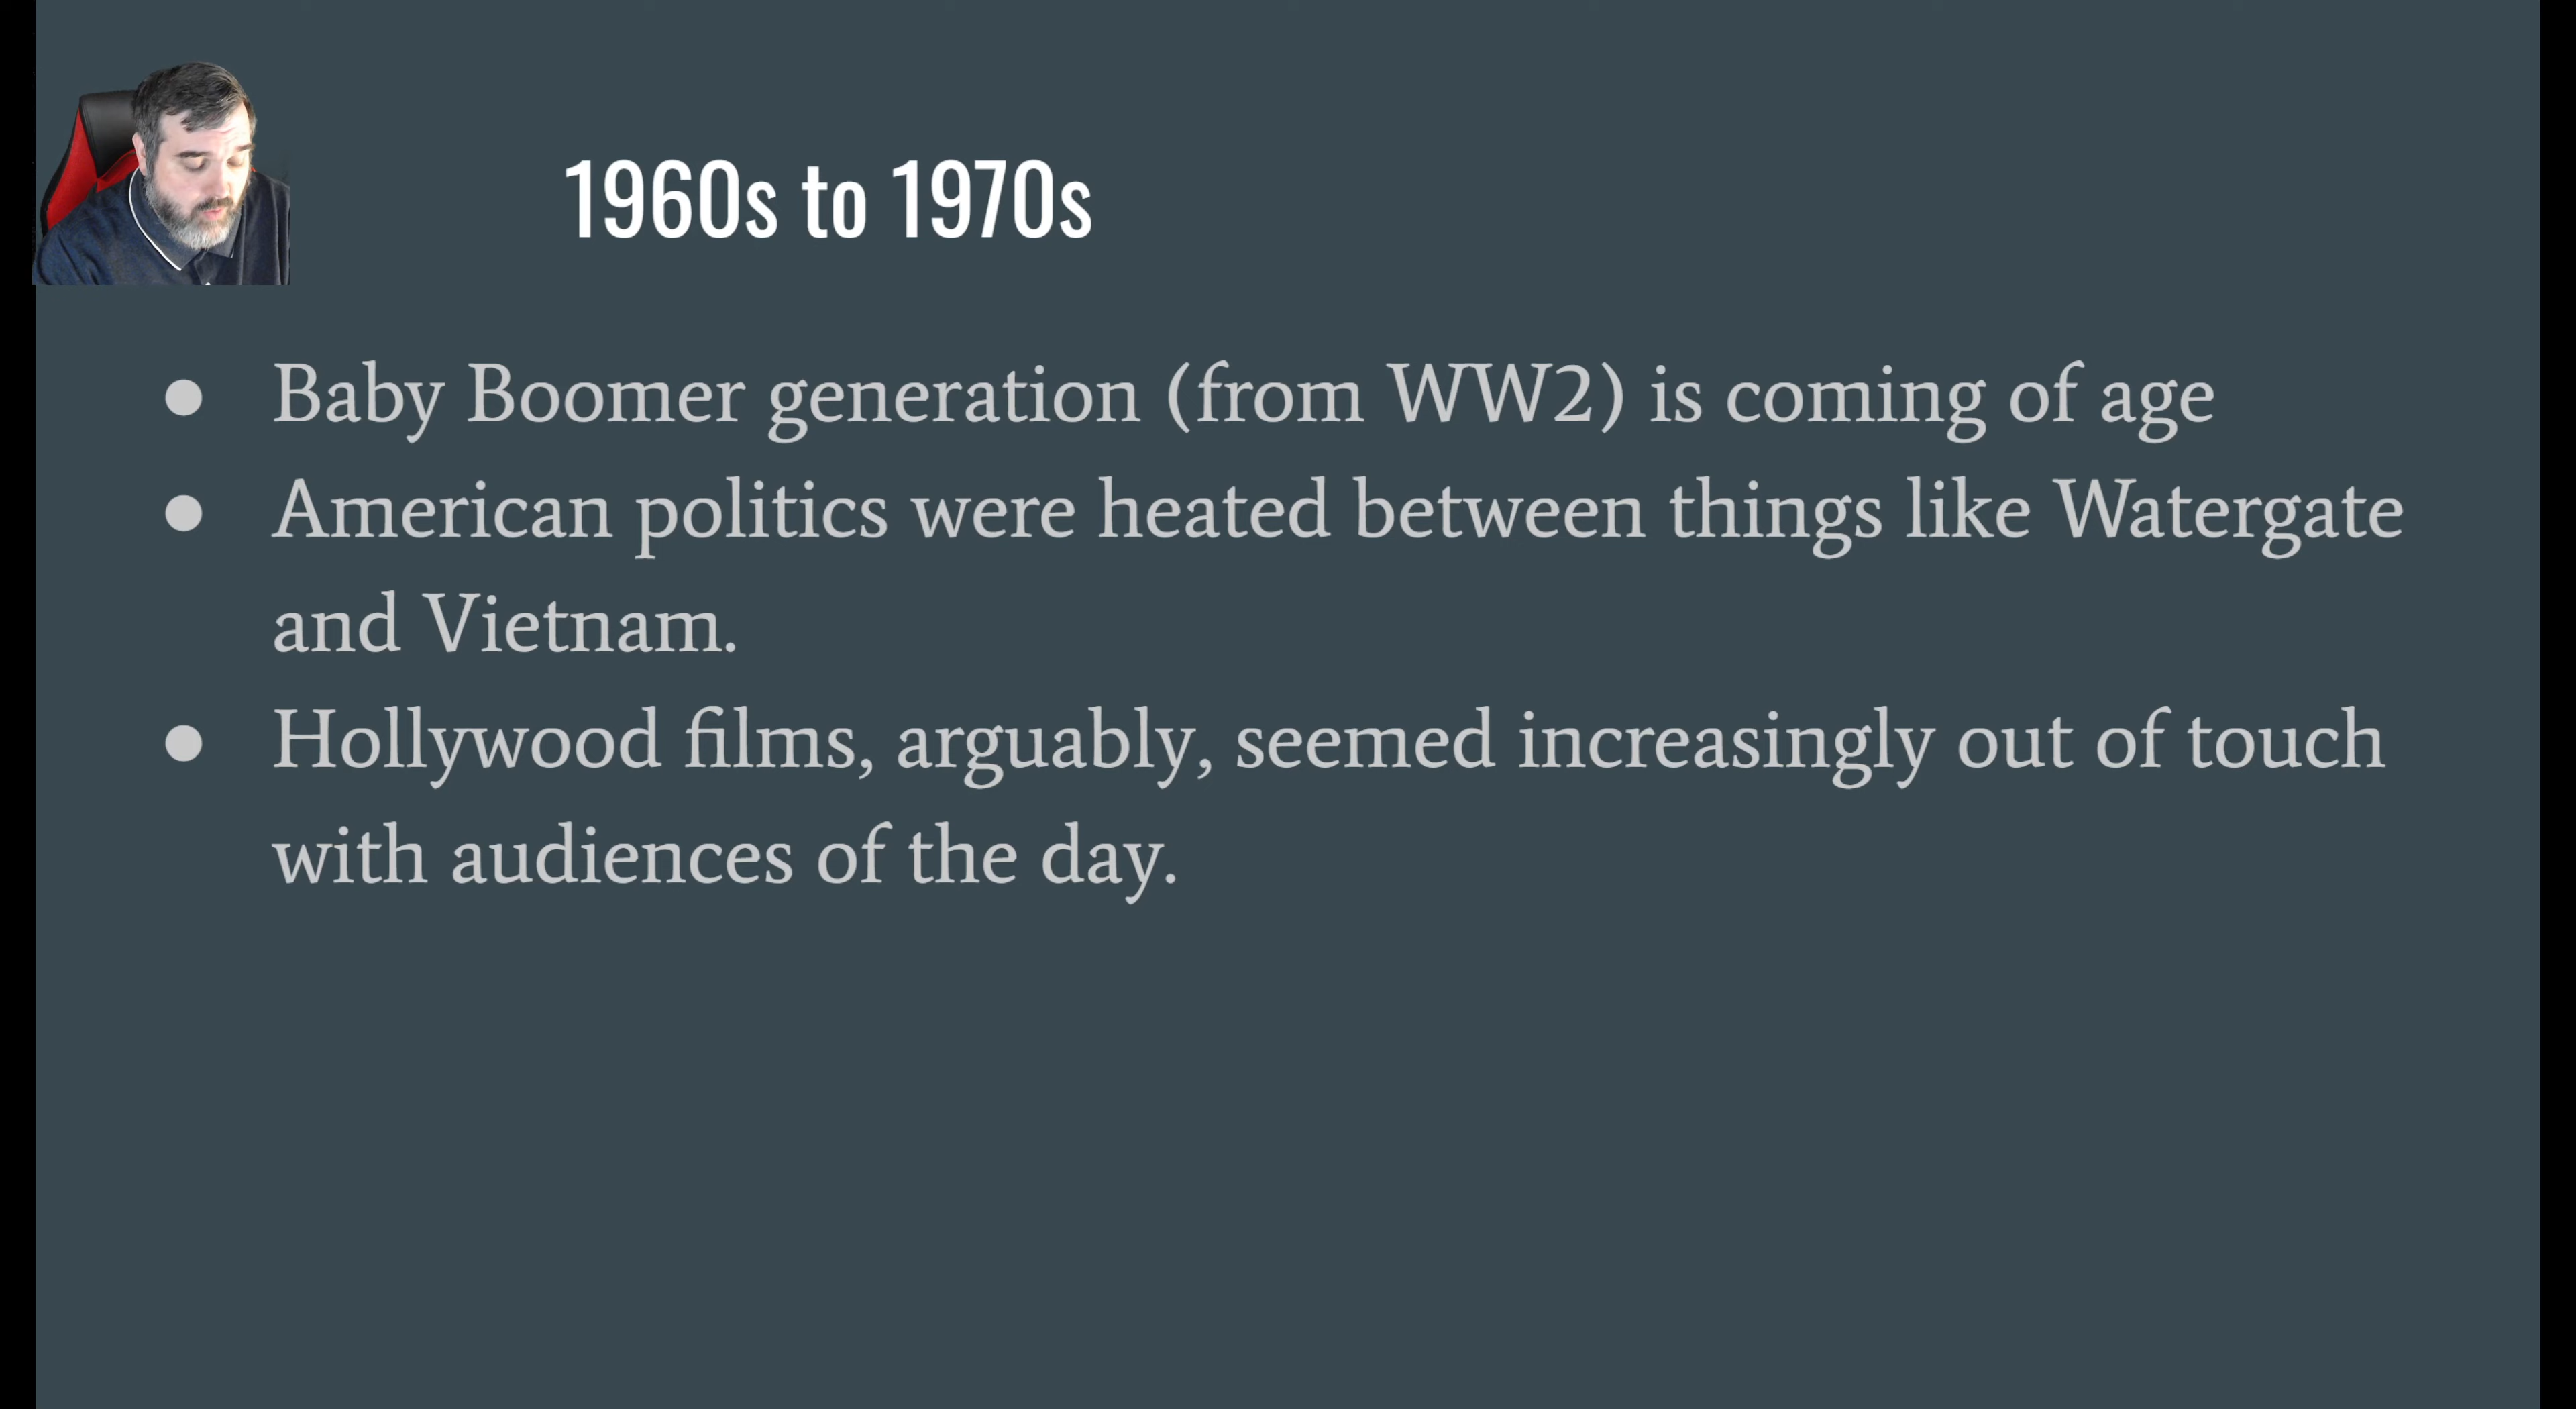 1960s to 1970s
● Baby Boomer generation (from WW2) is coming of age
● American politics were heated between things like Watergate
and Vietnam.
● Hollywood films, arguably, seemed increasingly out of touch
with audiences of the day.